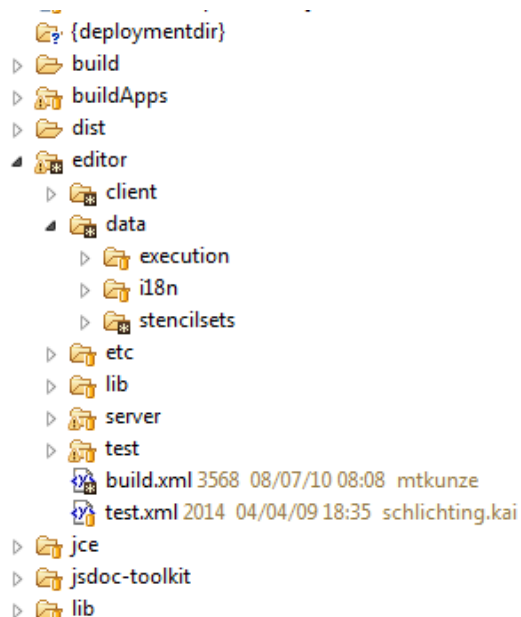 {deploymentdir}
build
buildApps
dist
editor
client
data
execution
i18n
stencilsets
etc
lib
server
test
build.xml 3568 08/07/10 08:08 mtkunze
test.xml 2014 04/04/09 18:35 schlichting.kai
jce
jsdoc-toolkit
lib